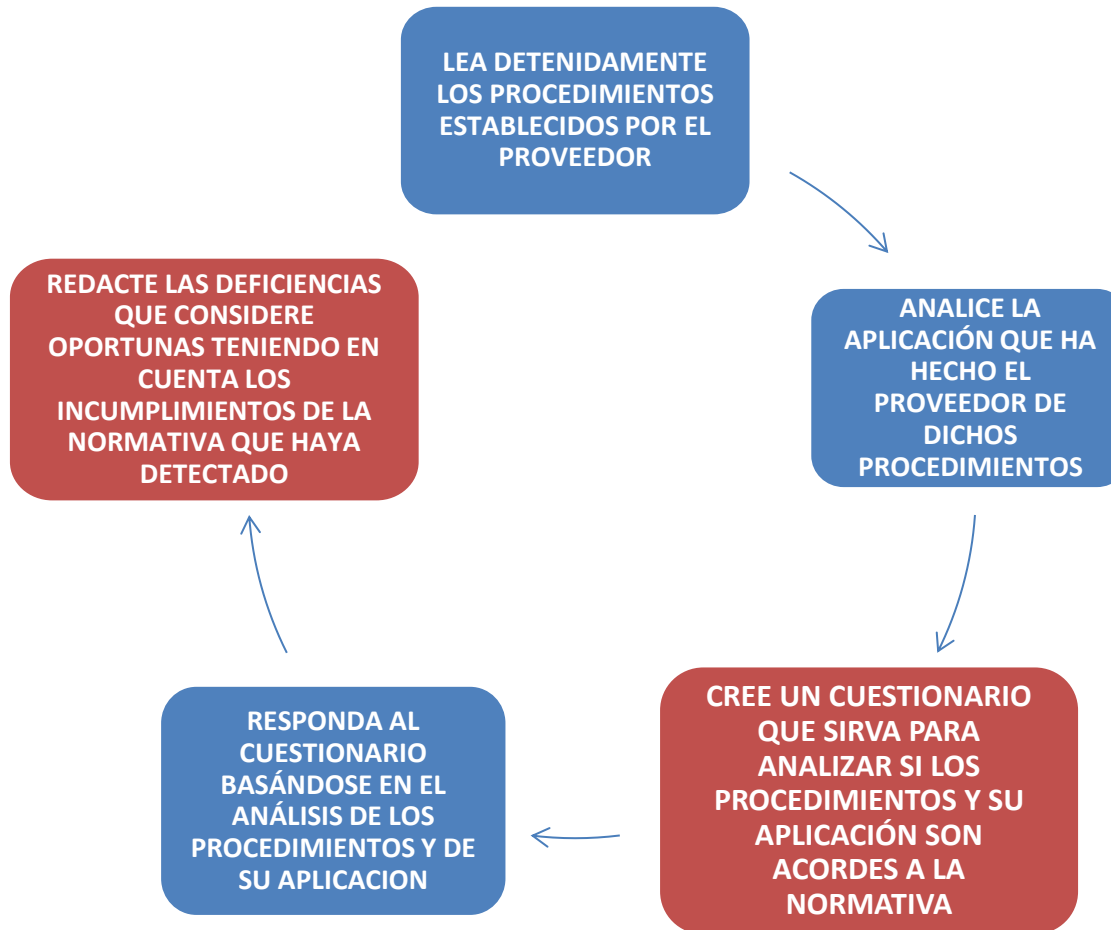 LEA DETENIDAMENTE
LOS PROCEDIMIENTOS
ESTABLECIDOS POR EL
PROVEEDOR
ANALICE LA
APLICACIÓN QUE HA
HECHO EL
PROVEEDOR DE
DICHOS
PROCEDIMIENTOS
CREE UN CUESTIONARIO
QUE SIRVA PARA
ANALIZAR SI LOS
PROCEDIMIENTOS Y SU
APLICACIÓN SON
ACORDES A LA
NORMATIVA
RESPONDA AL
CUESTIONARIO
BASÁNDOSE EN EL
ANÁLISIS DE LOS
PROCEDIMIENTOS Y DE
SU APLICACION
REDACTE LAS DEFICIENCIAS
QUE CONSIDERE
OPORTUNAS TENIENDO EN
CUENTA LOS
INCUMPLIMIENTOS DE LA
NORMATIVA QUE HAYA
DETECTADO